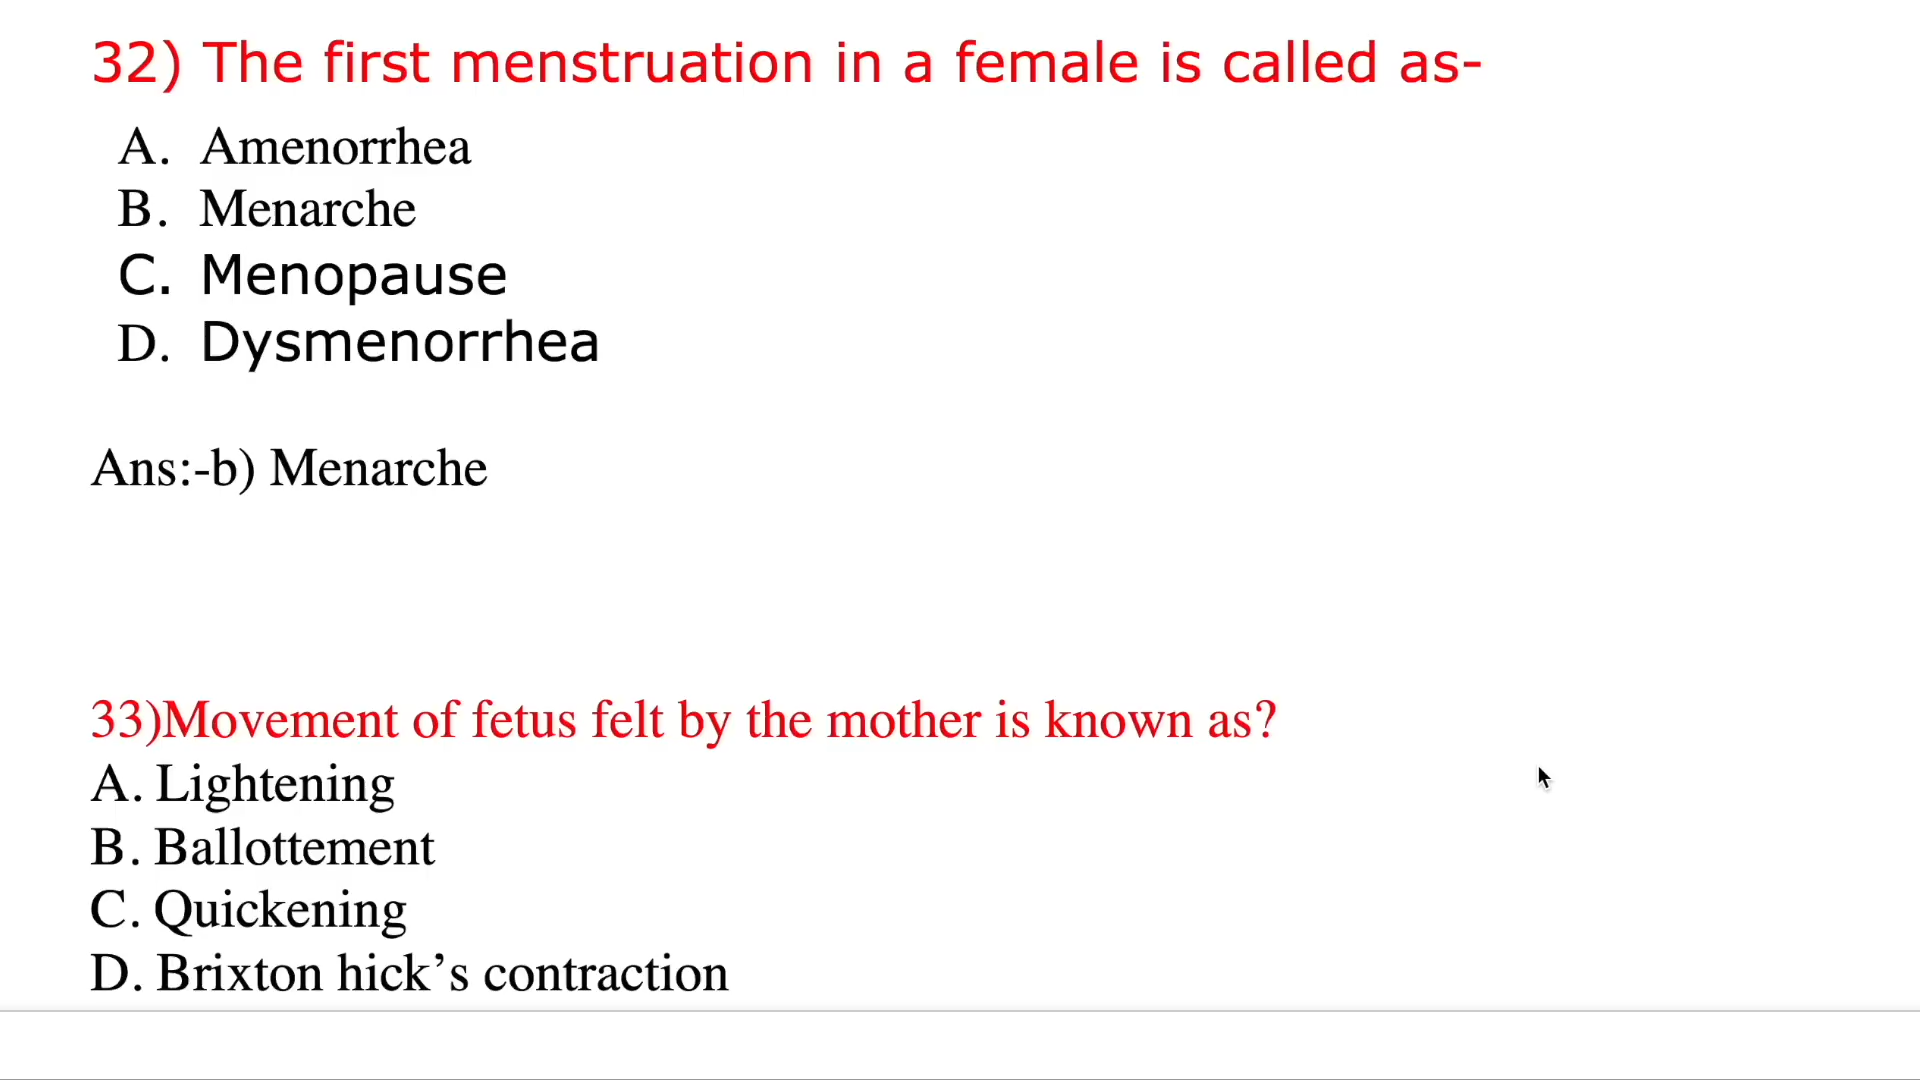 32) The first menstruation in a female is called as-
A. Amenorrhea
B. Menarche
C. Menopause
D. Dysmenorrhea
Ans:-b) Menarche
33)Movement of fetus felt by the mother is known as?
A. Lightening
B. Ballottement
C. Quickening
D. Brixton hick’s contraction